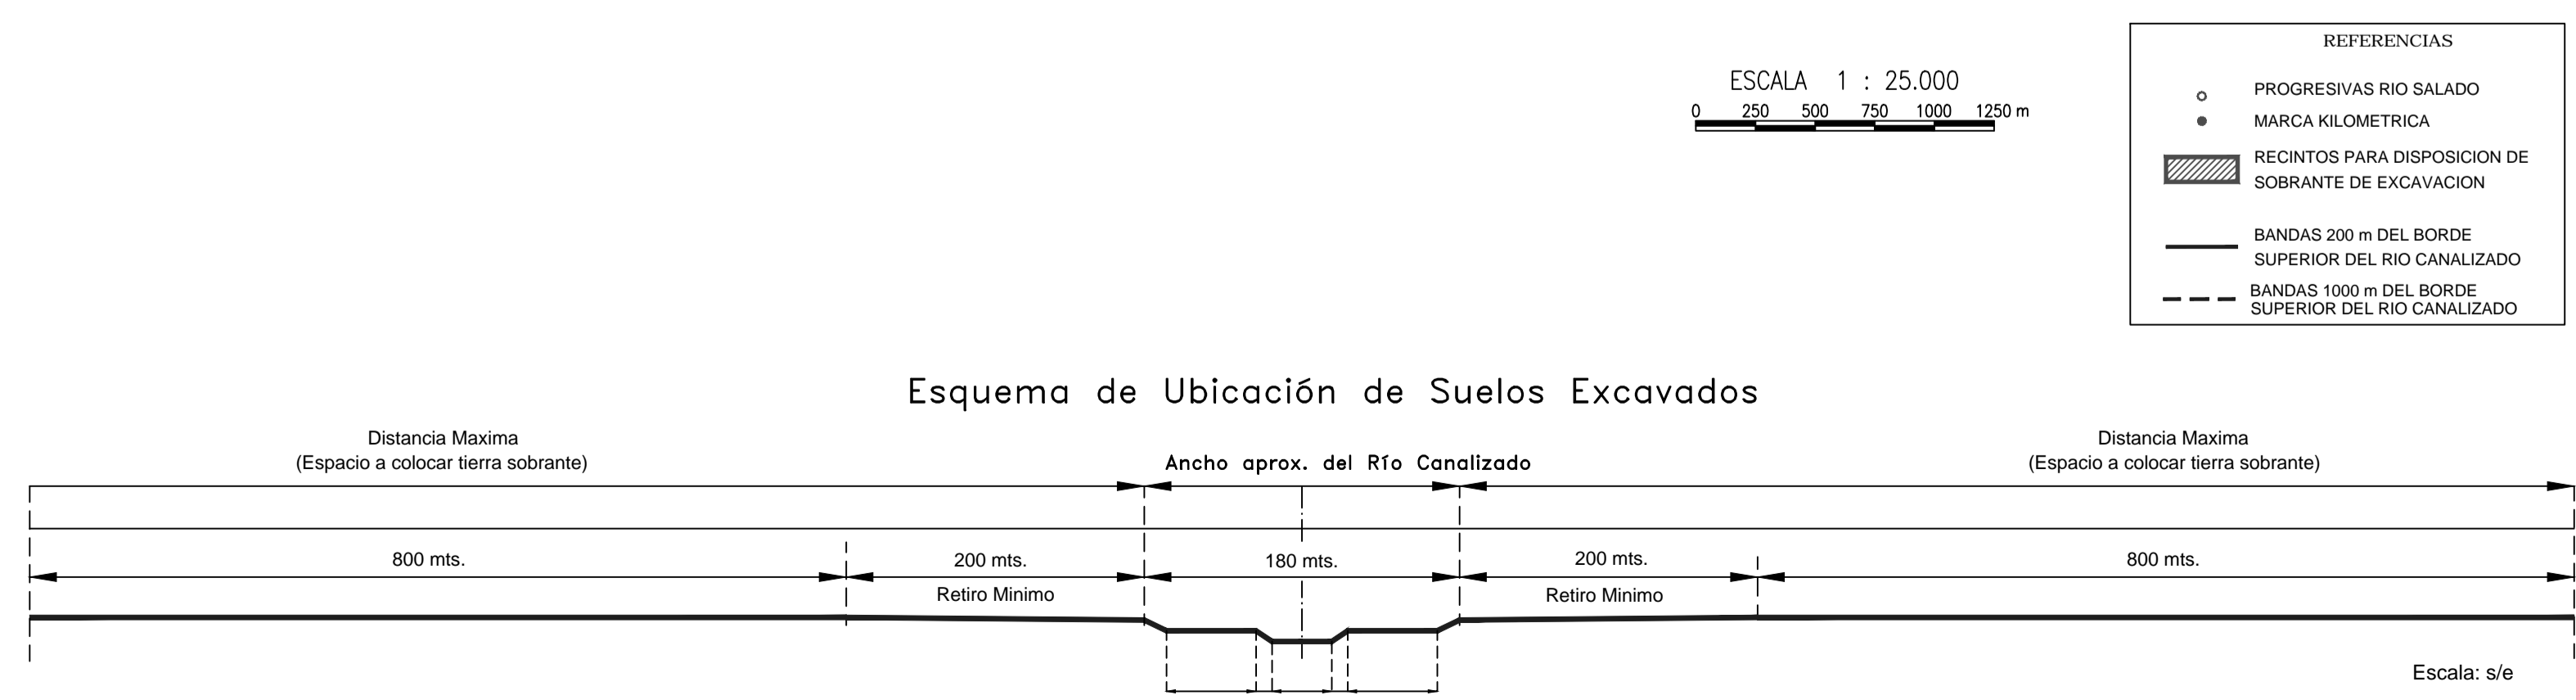 ESCALA 1 : 25.000
0 250 500 750 1000 1250 m
REFERENCIAS
PROGRESIVAS RIO SALADO
MARCA KILOMETRICA
RECINTOS PARA DISPOSICION DE
SOBRANTE DE EXCAVACION
BANDAS 200 m DEL BORDE
SUPERIOR DEL RIO CANALIZADO
BANDAS 1000 m DEL BORDE
SUPERIOR DEL RIO CANALIZADO
Esquema de Ubicación de Suelos Excavados
Distancia Maxima
(Espacio a colocar tierra sobrante)
Ancho aprox. del Río Canalizado
Distancia Maxima
(Espacio a colocar tierra sobrante)
800 mts.
200 mts.
180 mts.
200 mts.
800 mts.
Retiro Minimo
Retiro Minimo
Escala: s/e